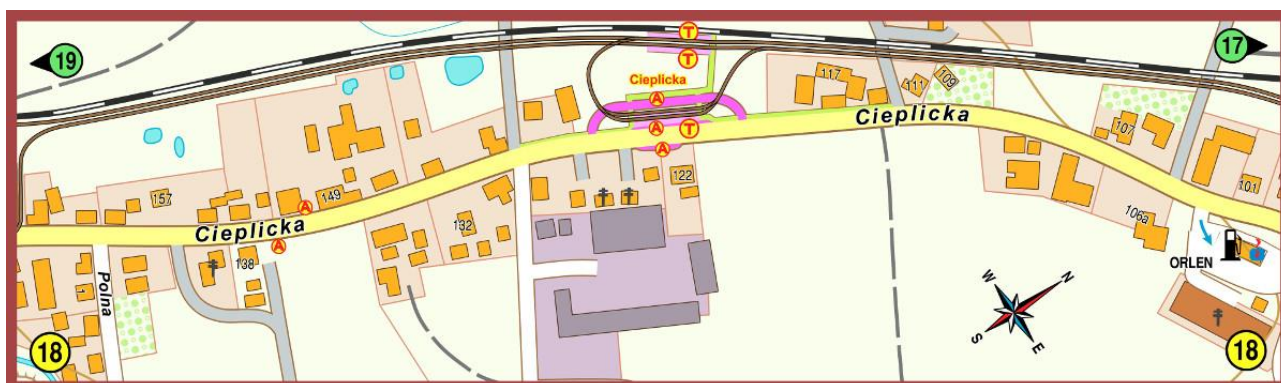 19
17
T
T
Cieplicka
A
A
T
A
117
111
109
Cieplicka
107
101
106a
122
157
149
A
Cieplicka
A
132
138
Polna
ORLEN
W
N
S
E
18
18